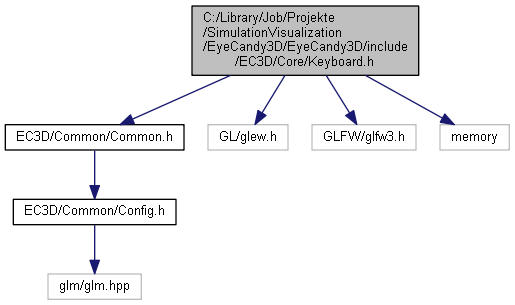 C:/Library/Job/Projekte
/SimulationVisualization
/EyeCandy3D/EyeCandy3D/include
/EC3D/Core/Keyboard.h
EC3D/Common/Common.h
GL/glew.h
GLFW/glfw3.h
memory
EC3D/Common/Config.h
glm/glm.hpp